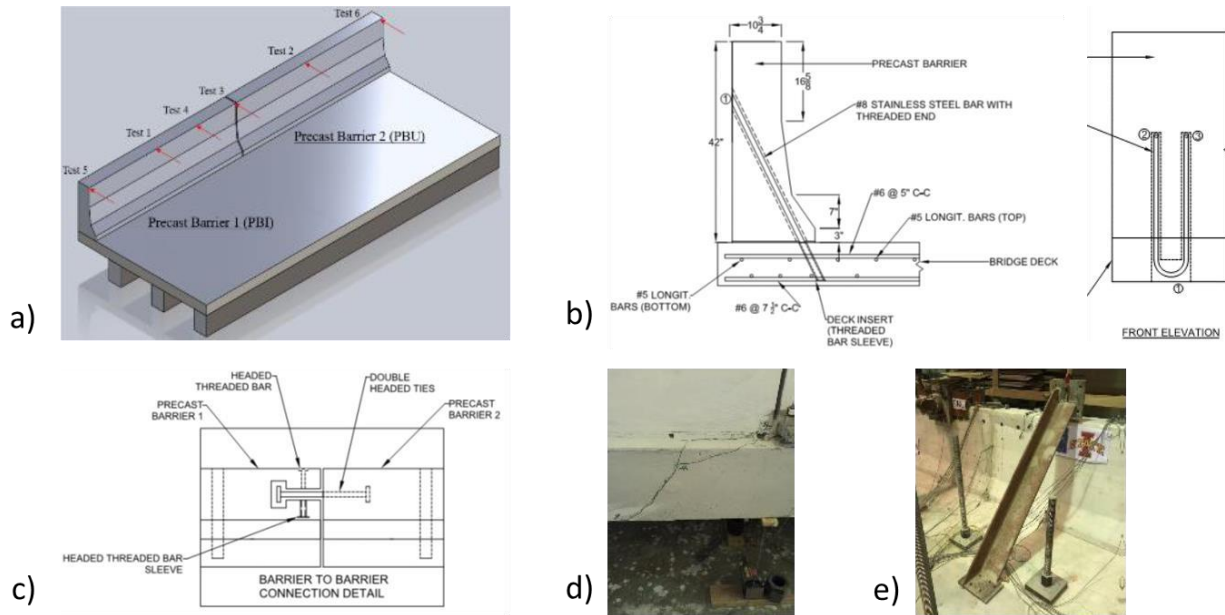 a)
Test 6
Test 2
Test 3
Test 4
Test 1
Test 5
Precast Barrier 2 (PBU)
Precast Barrier 1 (PBI)
b)
10 3/4
PRECAST BARRIER
16 5/8
#8 STAINLESS STEEL BAR WITH
THREADED END
①
42"
#6 @ 5" C-C
7"
#5 LONGIT. BARS (TOP)
3"
BRIDGE DECK
#5 LONGIT.
BARS (BOTTOM)
#6 @ 7 1/2" C-C
DECK INSERT
(THREADED
BAR SLEEVE)
②
③
①
FRONT ELEVATION
c)
HEADED
THREADED BAR
DOUBLE
HEADED TIES
PRECAST
BARRIER 1
PRECAST
BARRIER 2
HEADED THREADED BAR
SLEEVE
BARRIER TO BARRIER
CONNECTION DETAIL
d)
e)